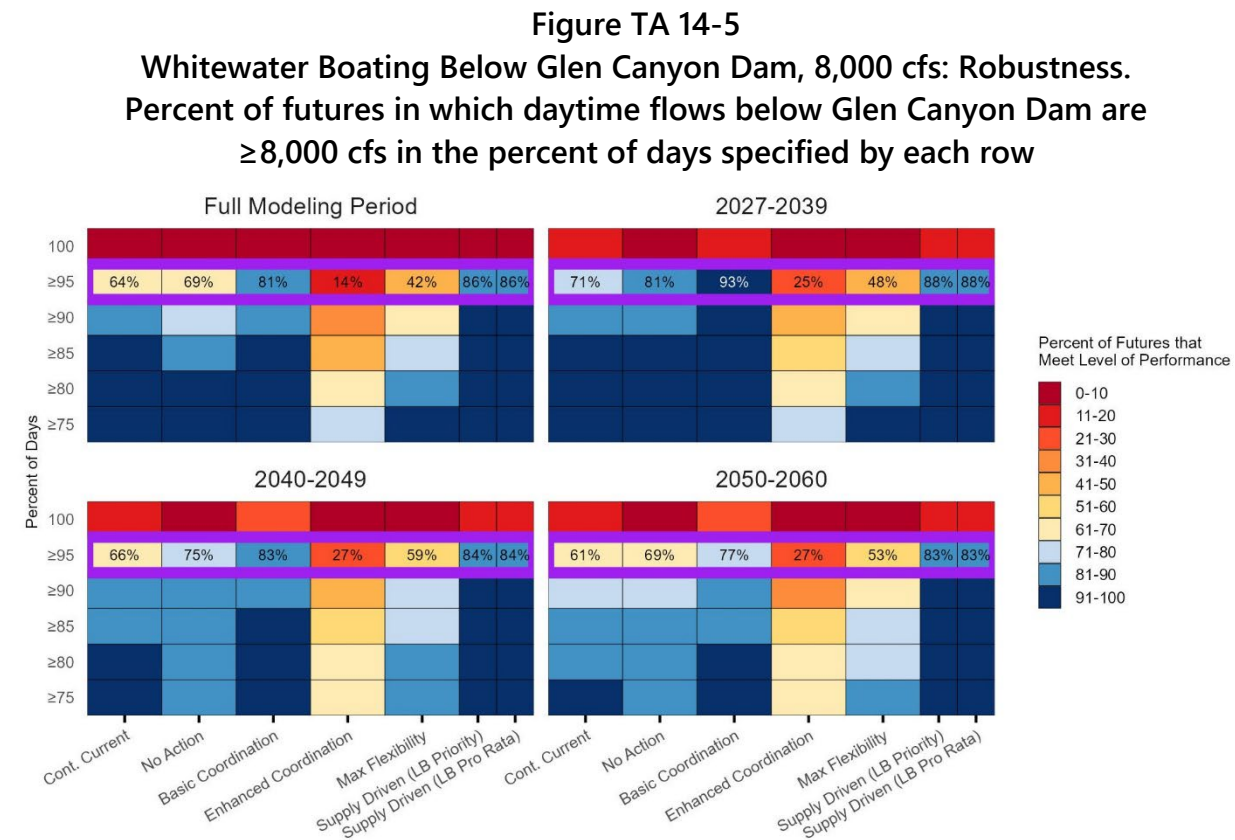 Figure TA 14-5
Whitewater Boating Below Glen Canyon Dam, 8,000 cfs: Robustness.
Percent of futures in which daytime flows below Glen Canyon Dam are
≥8,000 cfs in the percent of days specified by each row
Full Modeling Period
2027-2039
100
≥95 64% 69% 81% 14% 42% 86% 86% 71% 81% 93% 25% 48% 88% 88%
≥90
≥85
≥80
≥75
Percent of Days
Percent of Futures that
Meet Level of Performance
0-10
11-20
21-30
31-40
41-50
51-60
61-70
71-80
81-90
91-100
2040-2049
2050-2060
100
≥95 66% 75% 83% 27% 59% 84% 84% 61% 69% 77% 27% 53% 83% 83%
≥90
≥85
≥80
≥75
Cont. Current
No Action
Basic Coordination
Enhanced Coordination
Max Flexibility
Supply Driven (LB Priority)
Supply Driven (LB Pro Rata)
Cont. Current
No Action
Basic Coordination
Enhanced Coordination
Max Flexibility
Supply Driven (LB Priority)
Supply Driven (LB Pro Rata)